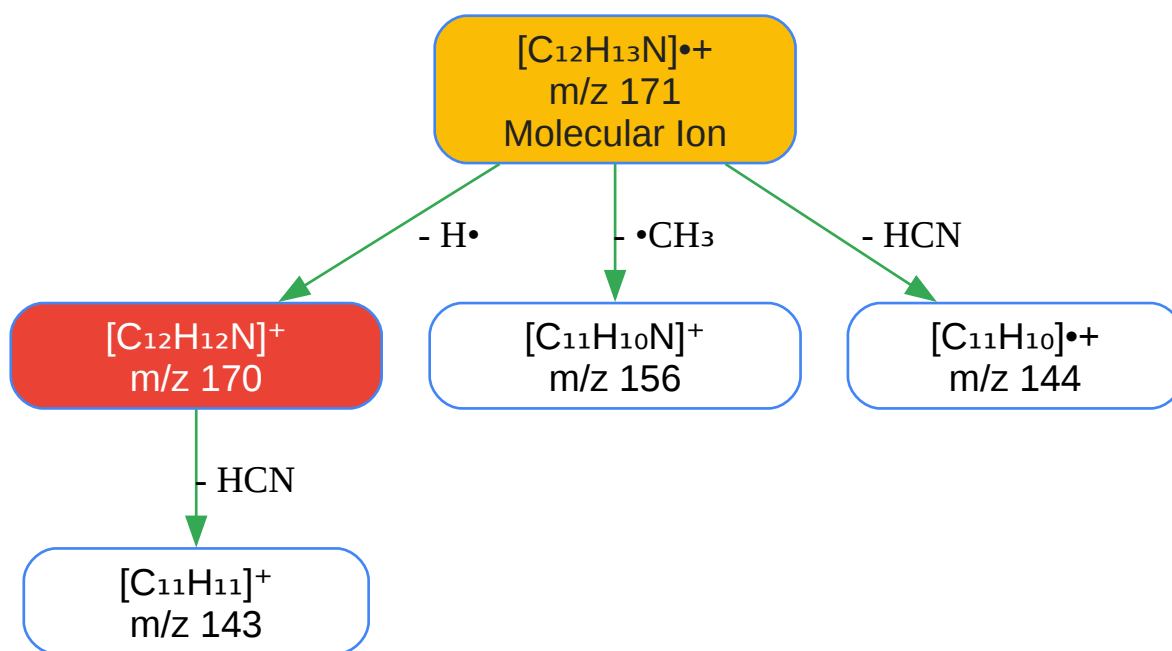 [C₁₂H₁₃N]•+
m/z 171
Molecular Ion
- H•
- •CH₃
- HCN
[C₁₂H₁₂N]⁺
m/z 170
[C₁₁H₁₀N]⁺
m/z 156
[C₁₁H₁₀]•+
m/z 144
- HCN
[C₁₁H₁₁]⁺
m/z 143